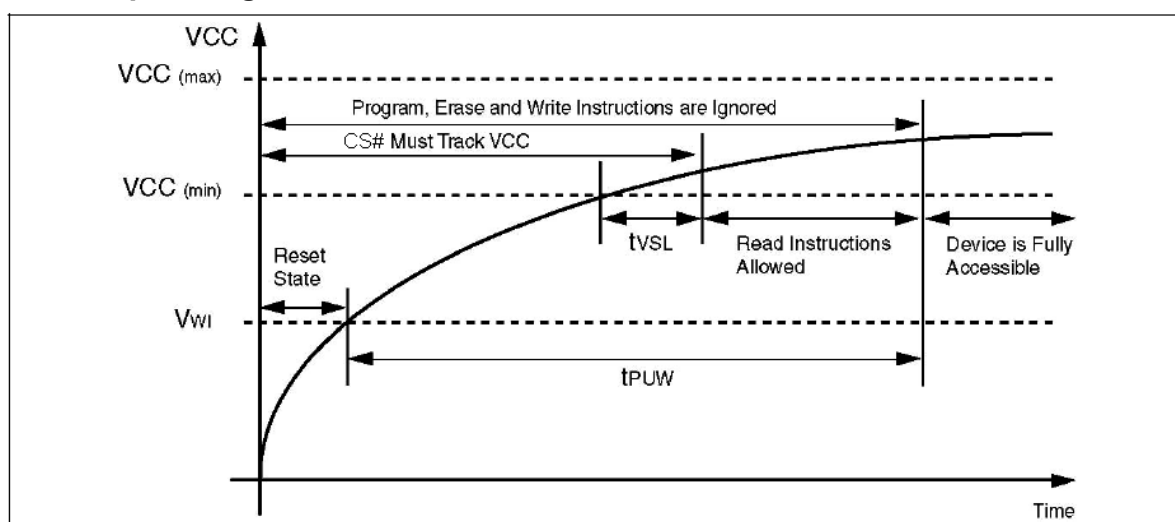 VCC
VCC (max)
Program, Erase and Write Instructions are Ignored
CS# Must Track VCC
VCC (min)
tVSL
Read Instructions
Allowed
Device is Fully
Accessible
Reset
State
VWI
tPUW
Time